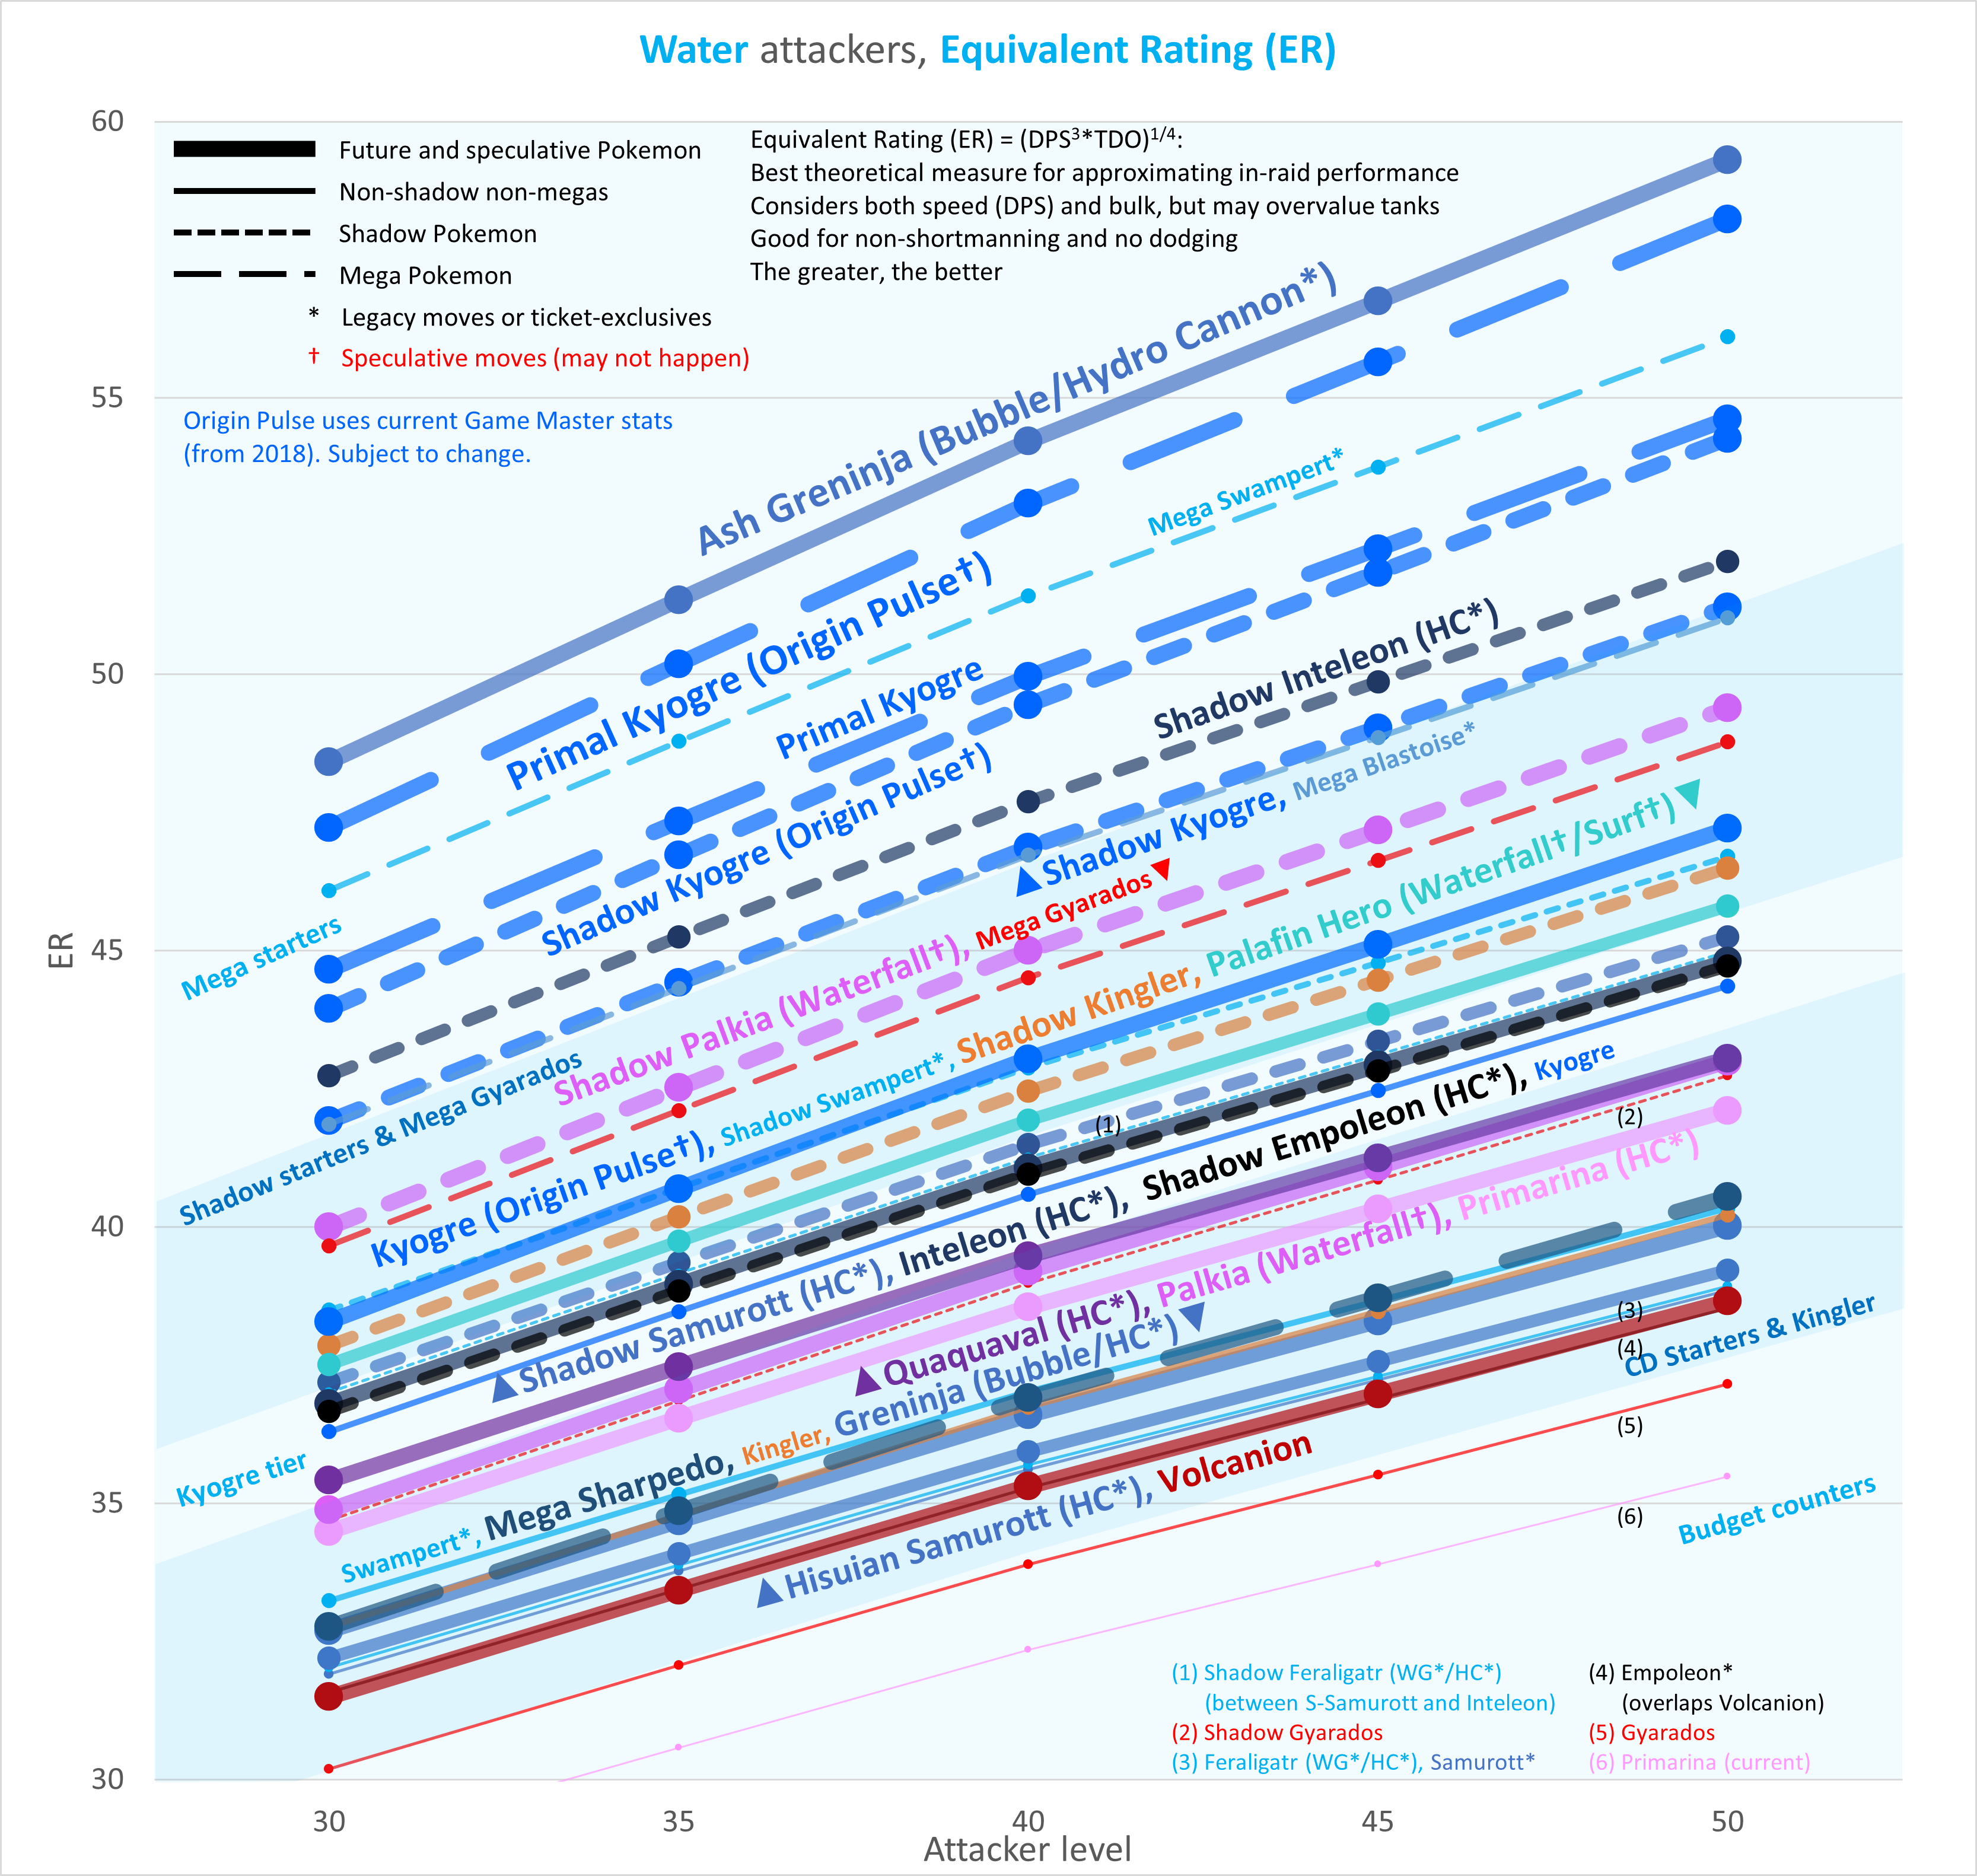 Water attackers, Equivalent Rating (ER)
60
55
50
45
40
35
30
ER
Future and speculative Pokemon
Non-shadow non-megas
Shadow Pokemon
Mega Pokemon
* Legacy moves or ticket-exclusives
† Speculative moves (may not happen)
Equivalent Rating (ER) = (DPS³*TDO)¹/⁴:
Best theoretical measure for approximating in-raid performance
Considers both speed (DPS) and bulk, but may overvalue tanks
Good for non-shortmanning and no dodging
The greater, the better
Origin Pulse uses current Game Master stats
(from 2018). Subject to change.
Ash Greninja (Bubble/Hydro Cannon*)
Primal Kyogre (Origin Pulse†)
Mega Swampert*
Primal Kyogre
Shadow Kyogre (Origin Pulse†)
Shadow Inteleon (HC*)
▲Shadow Kyogre, Mega Blastoise*
Mega starters
Shadow Palkia (Waterfall†), Mega Gyarados▼
Shadow starters & Mega Gyarados
Kyogre (Origin Pulse†), Shadow Swampert*, Shadow Kingler, Palafin Hero (Waterfall†/Surf†)▼
(1)
▲Shadow Samurott (HC*), Inteleon (HC*), Shadow Empoleon (HC*), Kyogre
(2)
Kyogre tier
▲Quaquaval (HC*), Palkia (Waterfall†), Primarina (HC*)
Swampert*, Mega Sharpedo, Kingler, Greninja (Bubble/HC*)▼
(3)
(4)
CD Starters & Kingler
▲Hisuian Samurott (HC*), Volcanion
(5)
(6)
Budget counters
(1) Shadow Feraligatr (WG*/HC*)
(between S-Samurott and Inteleon)
(2) Shadow Gyarados
(3) Feraligatr (WG*/HC*), Samurott*
(4) Empoleon*
(overlaps Volcanion)
(5) Gyarados
(6) Primarina (current)
30 35 40 45 50
Attacker level